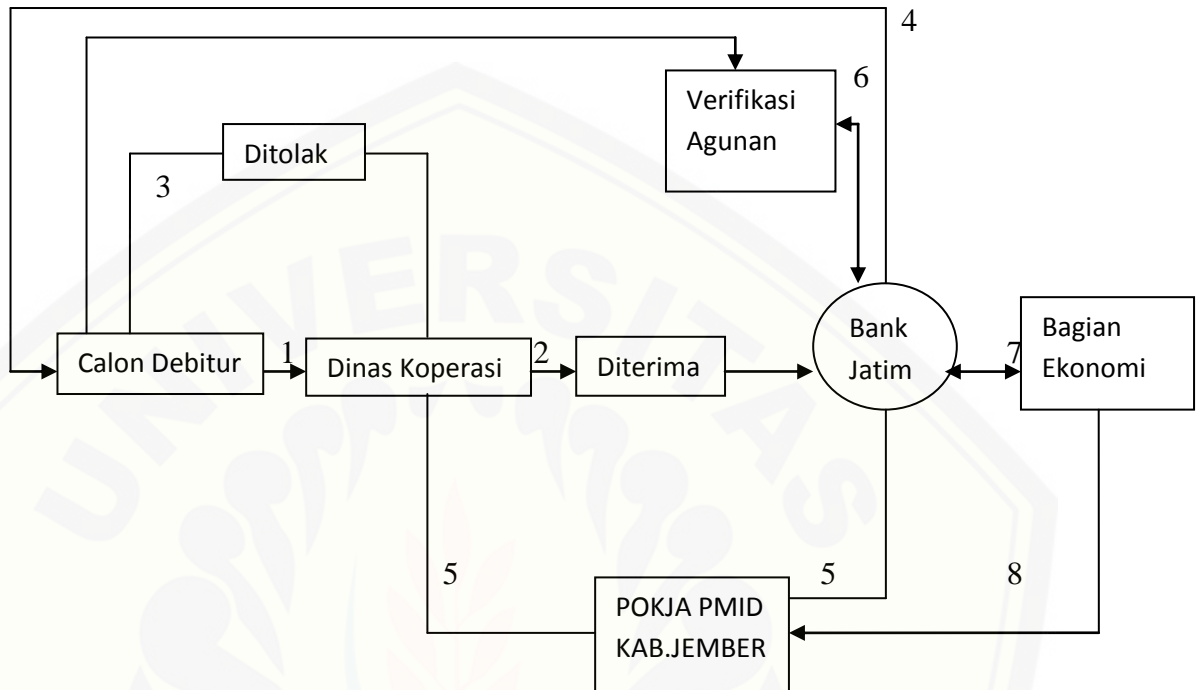 4
6
Verifikasi
Agunan
Ditolak
3
Calon Debitur
1
Dinas Koperasi
2
Diterima
Bank
Jatim
7
Bagian
Ekonomi
5
5
8
POKJA PMID
KAB.JEMBER
UNIVERSITAS